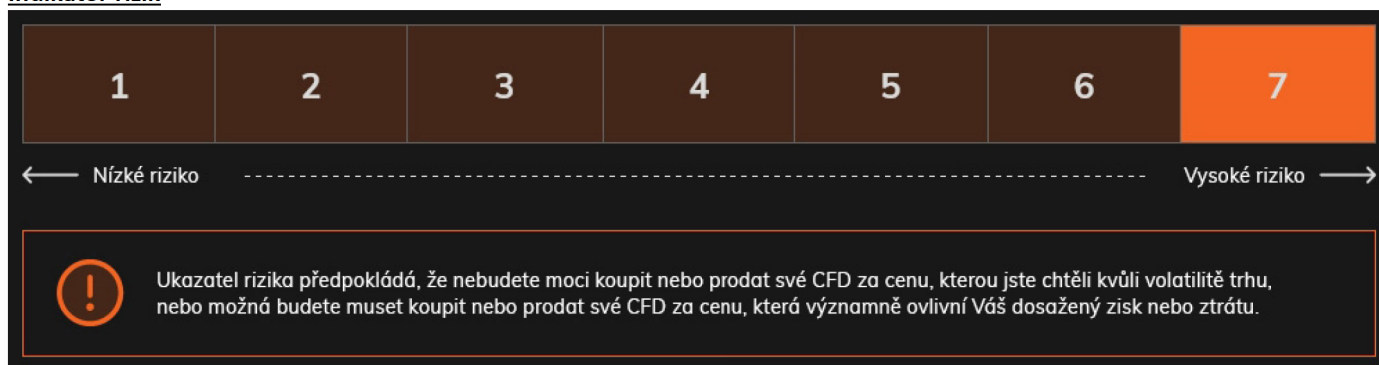 1 2 3 4 5 6 7
Nízké riziko Vysoké riziko
Ukazatel rizika předpokládá, že nebudete moci koupit nebo prodat své CFD za cenu, kterou jste chtěli kvůli volatilitě trhu,
nebo možná budete muset koupit nebo prodat své CFD za cenu, která významně ovlivní Váš dosažený zisk nebo ztrátu.